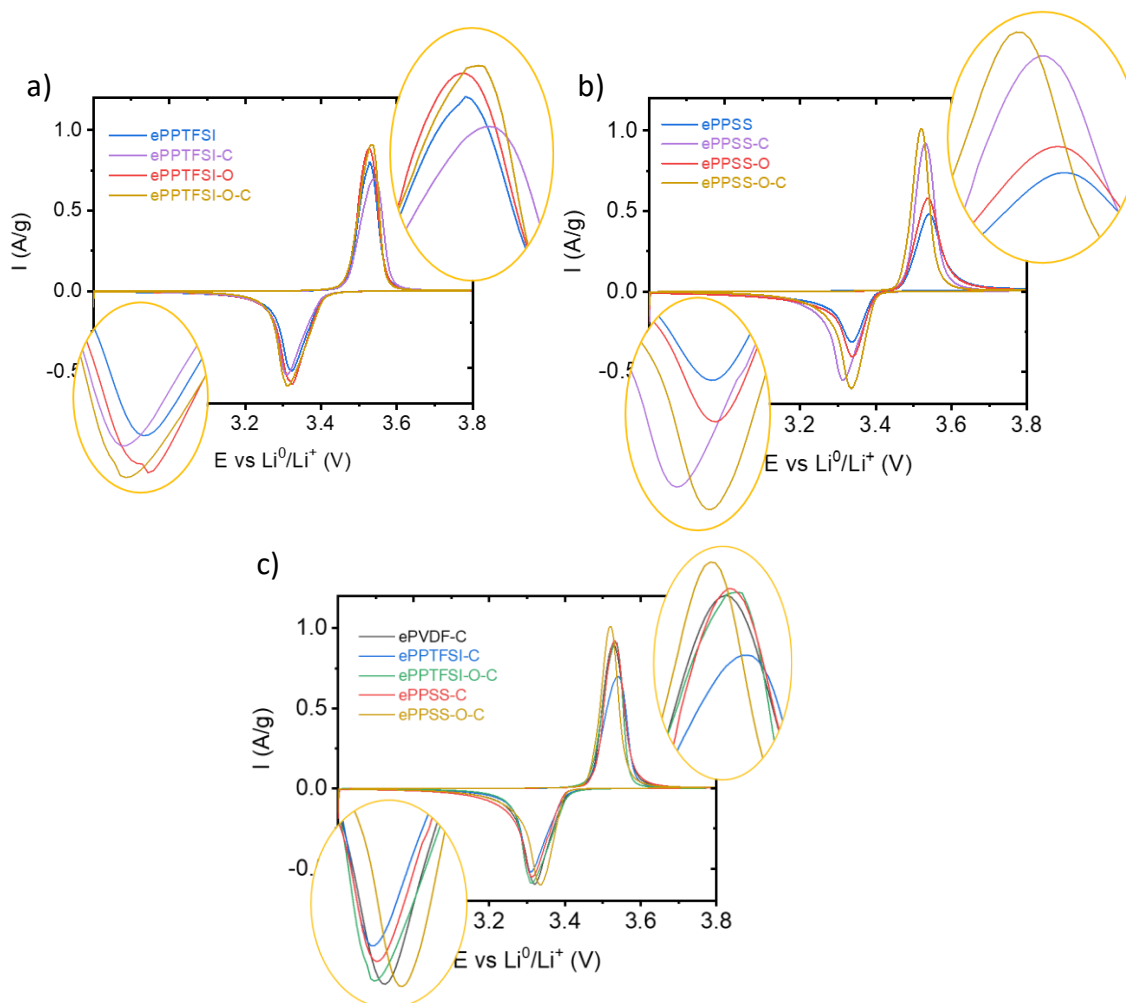 a)
ePPTFSI
ePPTFSI-C
ePPTFSI-O
ePPTFSI-O-C
1.0
0.5
0.0
-0.5
I (A/g)
3.2 3.4 3.6 3.8
E vs Li⁰/Li⁺ (V)
b)
ePPSS
ePPSS-C
ePPSS-O
ePPSS-O-C
1.0
0.5
0.0
-0.5
I (A/g)
3.2 3.4 3.6 3.8
E vs Li⁰/Li⁺ (V)
c)
ePVDF-C
ePPTFSI-C
ePPTFSI-O-C
ePPSS-C
ePPSS-O-C
1.0
0.5
0.0
-0.
I (A/g)
3.2 3.4 3.6 3.8
E vs Li⁰/Li⁺ (V)